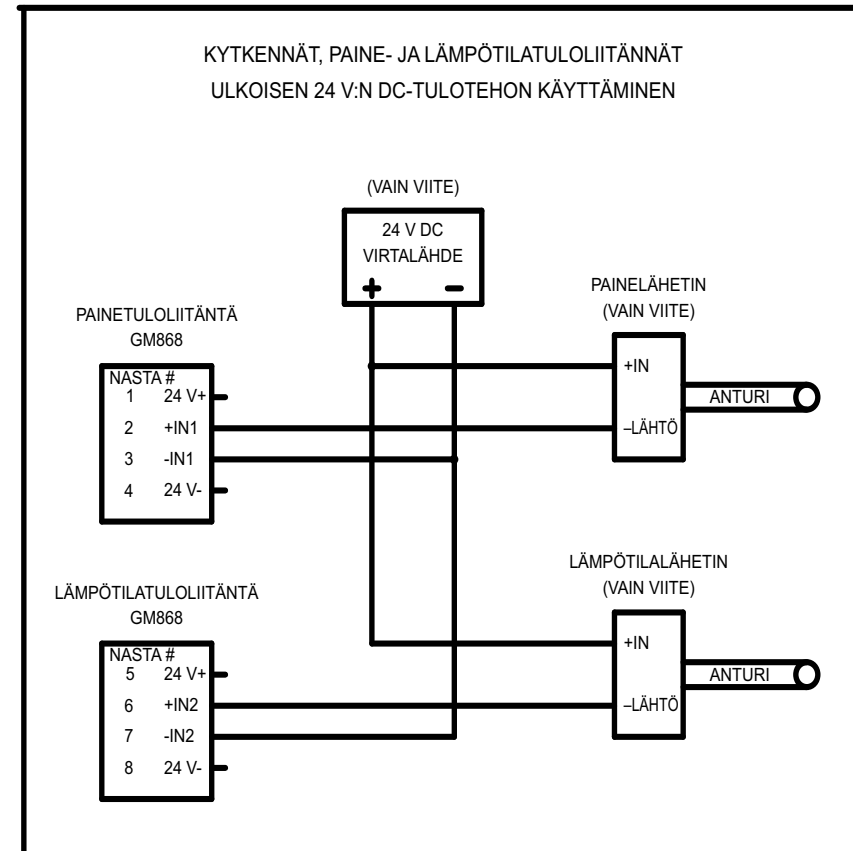 KYTKENNÄT, PAINE- JA LÄMPÖTILATULOLIITÄNNÄT
ULKOISEN 24 V:N DC-TULOTEHON KÄYTTÄMINEN
(VAIN VIITE)
24 V DC
VIRTALÄHDE
+ –
PAINETULOLIITÄNTÄ
GM868
NASTA #
1 24 V+
2 +IN1
3 -IN1
4 24 V-
PAINELÄHETIN
(VAIN VIITE)
+IN
–LÄHTÖ
ANTURI
LÄMPÖTILATULOLIITÄNTÄ
GM868
NASTA #
5 24 V+
6 +IN2
7 -IN2
8 24 V-
LÄMPÖTILALÄHETIN
(VAIN VIITE)
+IN
–LÄHTÖ
ANTURI